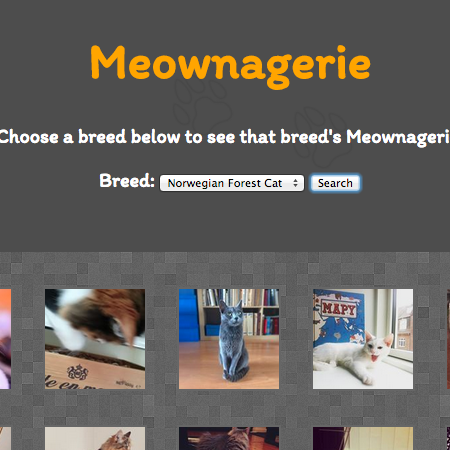 Meownagerie
Choose a breed below to see that breed's Meownageri
Breed: Norwegian Forest Cat Search
MAPY